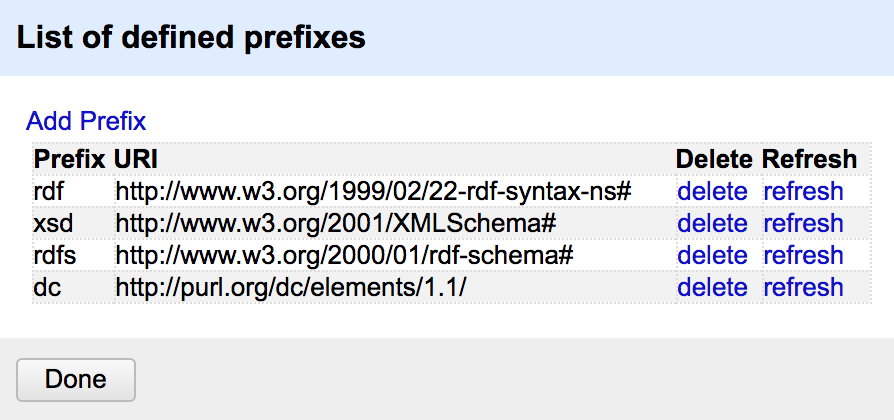 List of defined prefixes
Add Prefix
Prefix URI Delete Refresh
rdf http://www.w3.org/1999/02/22-rdf-syntax-ns# delete refresh
xsd http://www.w3.org/2001/XMLSchema# delete refresh
rdfs http://www.w3.org/2000/01/rdf-schema# delete refresh
dc http://purl.org/dc/elements/1.1/ delete refresh
Done